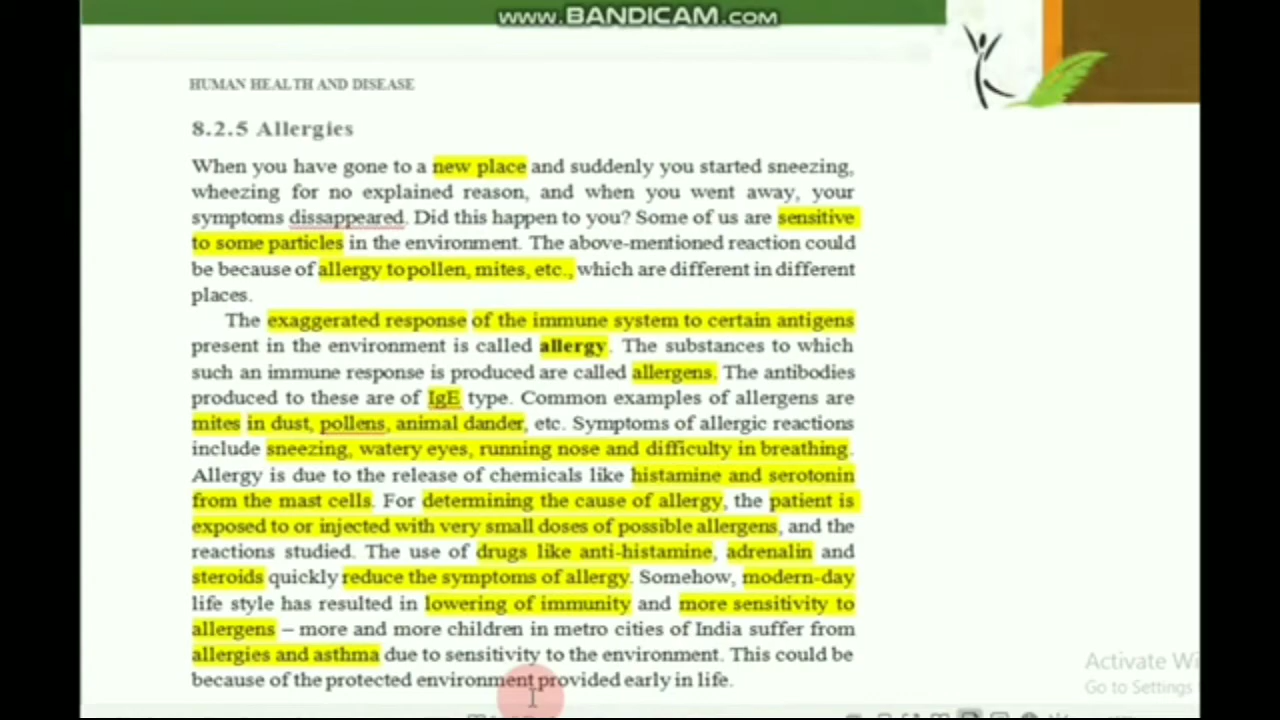 www.BANDICAM.com
HUMAN HEALTH AND DISEASE
8.2.5 Allergies
When you have gone to a new place and suddenly you started sneezing,
wheezing for no explained reason, and when you went away, your
symptoms dissappeared. Did this happen to you? Some of us are sensitive
to some particles in the environment. The above-mentioned reaction could
be because of allergy to pollen, mites, etc., which are different in different
places.
The exaggerated response of the immune system to certain antigens
present in the environment is called allergy. The substances to which
such an immune response is produced are called allergens. The antibodies
produced to these are of IgE type. Common examples of allergens are
mites in dust, pollens, animal dander, etc. Symptoms of allergic reactions
include sneezing, watery eyes, running nose and difficulty in breathing.
Allergy is due to the release of chemicals like histamine and serotonin
from the mast cells. For determining the cause of allergy, the patient is
exposed to or injected with very small doses of possible allergens, and the
reactions studied. The use of drugs like anti-histamine, adrenalin and
steroids quickly reduce the symptoms of allergy. Somehow, modern-day
life style has resulted in lowering of immunity and more sensitivity to
allergens – more and more children in metro cities of India suffer from
allergies and asthma due to sensitivity to the environment. This could be
because of the protected environment provided early in life.
Activate Wi
Go to Settings